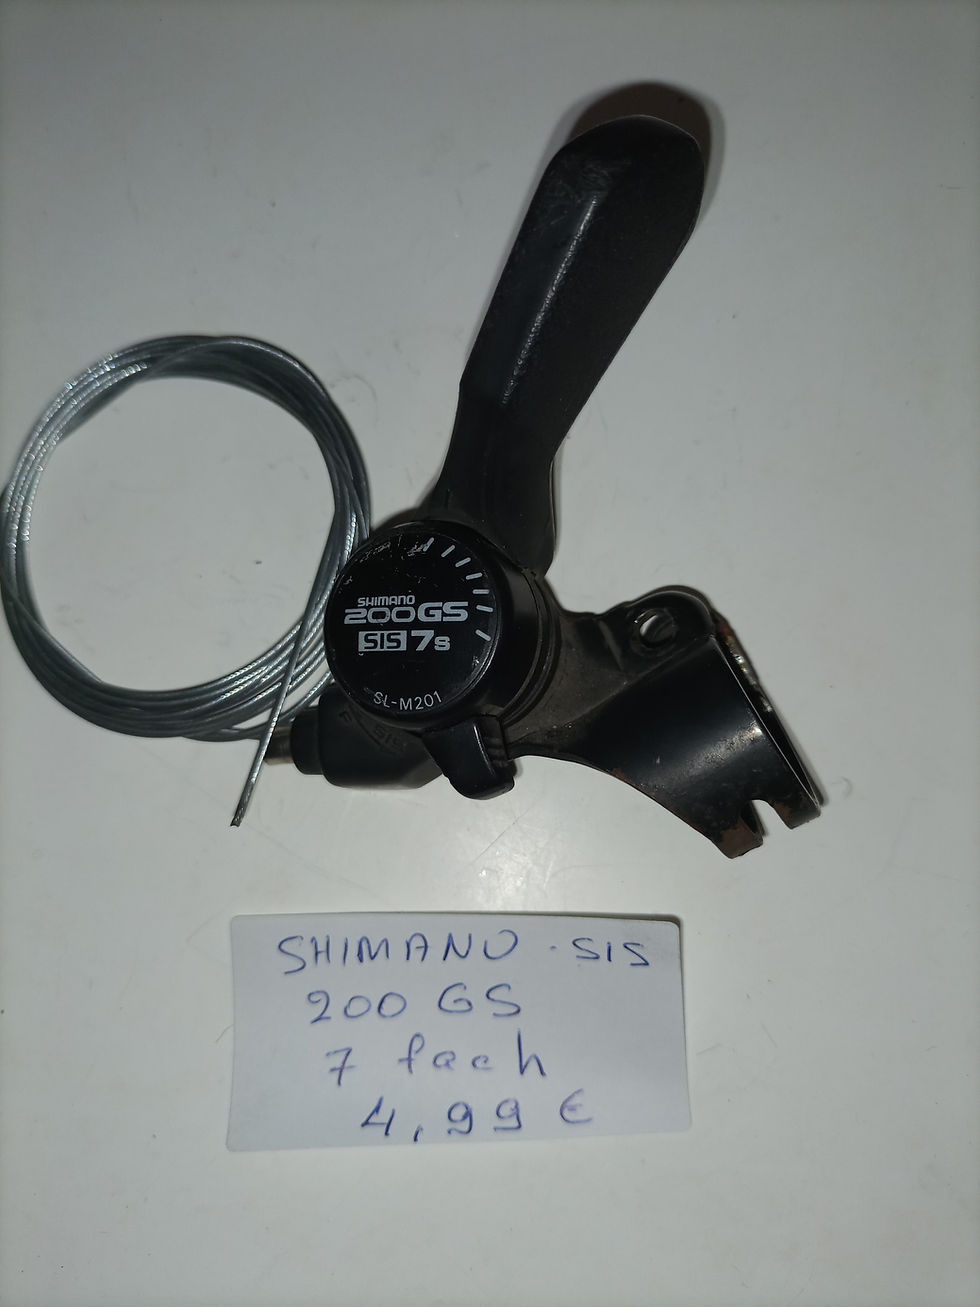 SHIMANO
200GS
SIS 7s
SL-M201
SHIMANO · SIS
200 GS
7 fach
4,99 €